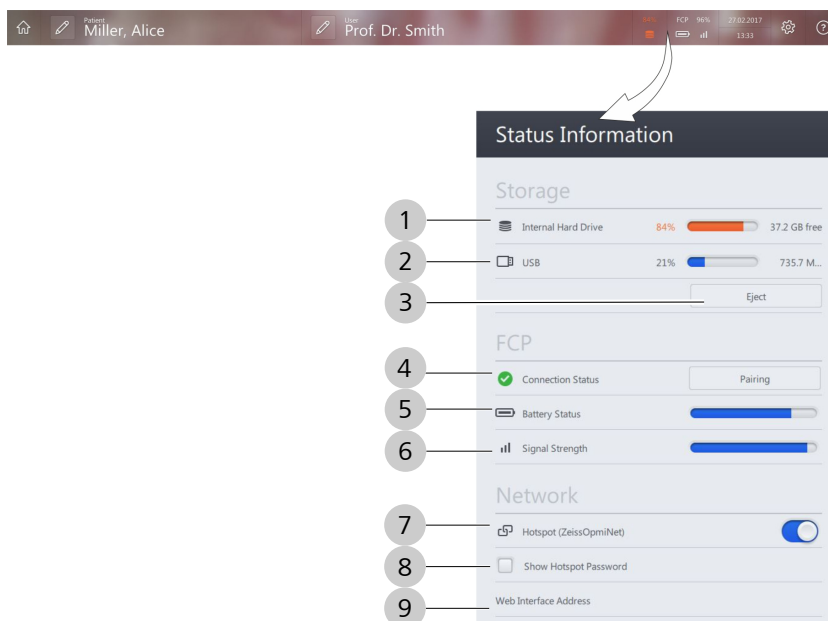 Patient
Miller, Alice
User
Prof. Dr. Smith
84%
FCP 96%
27.02.2017
13:33
?
Status Information
Storage
1 Internal Hard Drive 84% 37.2 GB free
2 USB 21% 735.7 M...
3 Eject
FCP
4 Connection Status Pairing
5 Battery Status
6 Signal Strength
Network
7 Hotspot (ZeissOpmiNet)
8 Show Hotspot Password
9 Web Interface Address